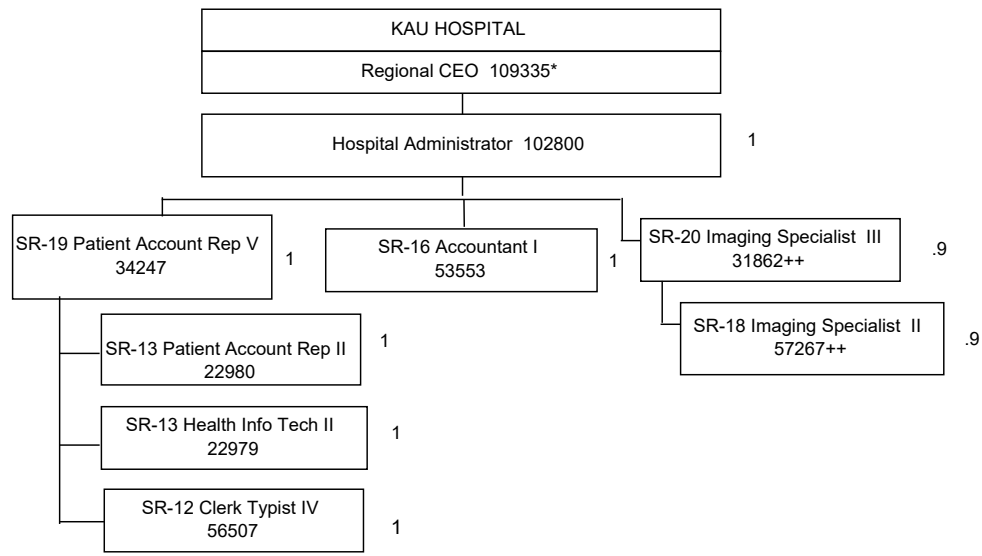 KAU HOSPITAL
Regional CEO 109335*
Hospital Administrator 102800
1
SR-19 Patient Account Rep V
34247
1
SR-16 Accountant I
53553
1
SR-20 Imaging Specialist III
31862++
.9
SR-18 Imaging Specialist II
57267++
.9
SR-13 Patient Account Rep II
22980
1
SR-13 Health Info Tech II
22979
1
SR-12 Clerk Typist IV
56507
1